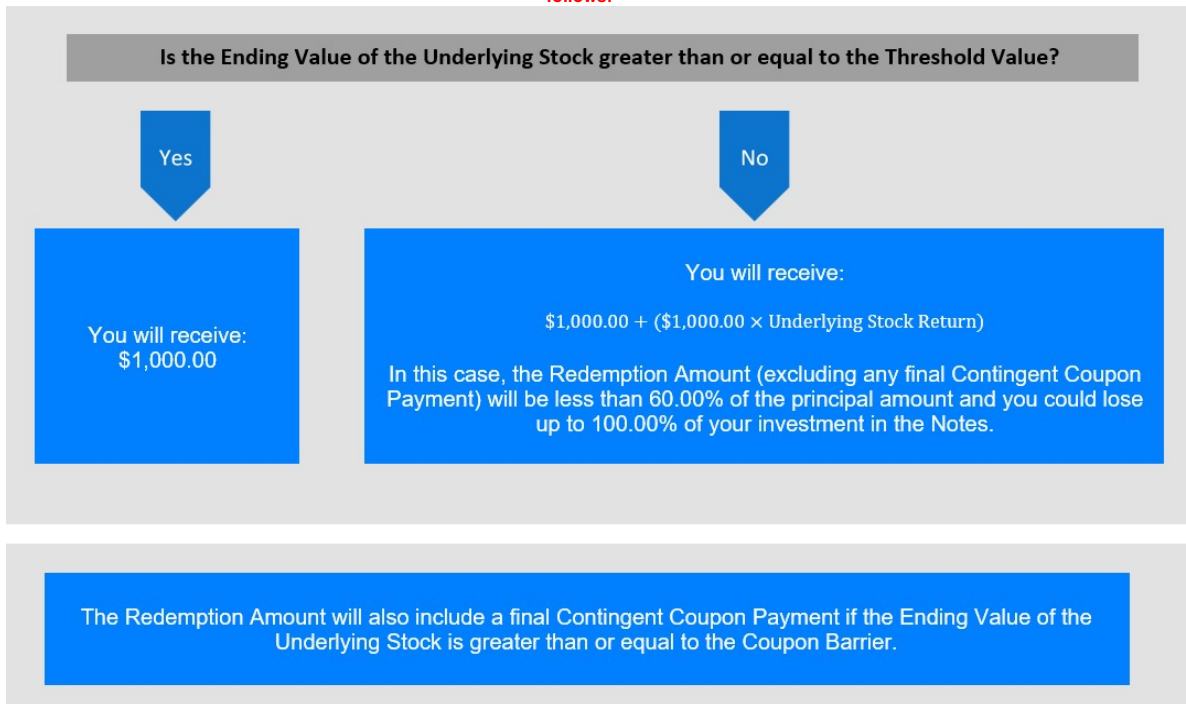 follows:
Is the Ending Value of the Underlying Stock greater than or equal to the Threshold Value?
Yes
No
You will receive:
$1,000.00
You will receive:
$1,000.00 + ($1,000.00 × Underlying Stock Return)
In this case, the Redemption Amount (excluding any final Contingent Coupon
Payment) will be less than 60.00% of the principal amount and you could lose
up to 100.00% of your investment in the Notes.
The Redemption Amount will also include a final Contingent Coupon Payment if the Ending Value of the
Underlying Stock is greater than or equal to the Coupon Barrier.